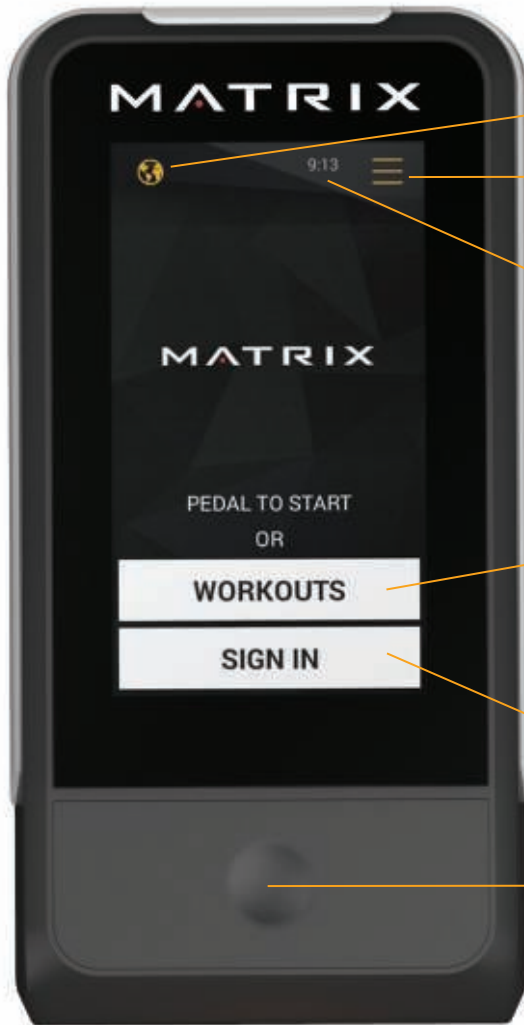 MATRIX
9:13
MATRIX
PEDAL TO START
OR
WORKOUTS
SIGN IN